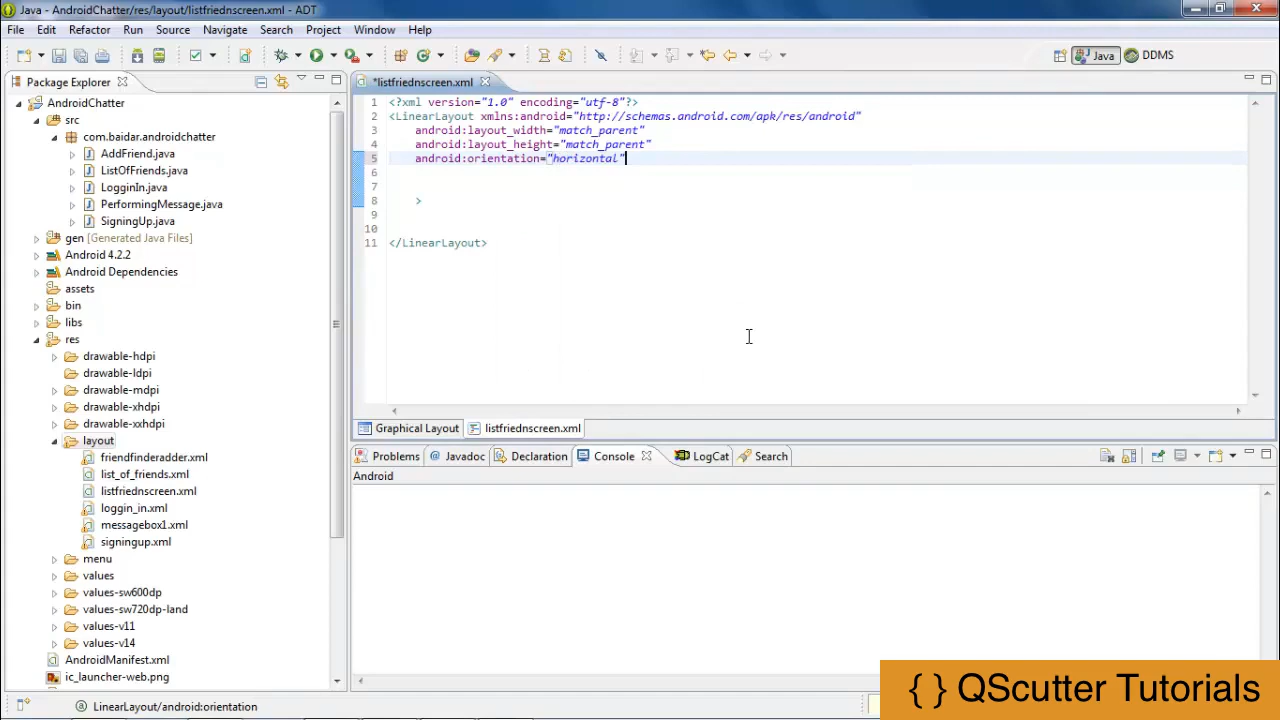 Java - AndroidChatter/res/layout/listfriednscreen.xml - ADT
File Edit Refactor Run Source Navigate Search Project Window Help
Java DDMS
Package Explorer
AndroidChatter
src
com.baidar.androidchatter
AddFriend.java
ListOfFriends.java
LogginIn.java
PerformingMessage.java
SigningUp.java
gen [Generated Java Files]
Android 4.2.2
Android Dependencies
assets
bin
libs
res
drawable-hdpi
drawable-ldpi
drawable-mdpi
drawable-xhdpi
drawable-xxhdpi
layout
friendfinderadder.xml
list_of_friends.xml
listfriednscreen.xml
loggin_in.xml
messagebox1.xml
signingup.xml
menu
values
values-sw600dp
values-sw720dp-land
values-v11
values-v14
AndroidManifest.xml
ic_launcher-web.png
*listfriednscreen.xml
1 <?xml version="1.0" encoding="utf-8"?>
2 <LinearLayout xmlns:android="http://schemas.android.com/apk/res/android"
3 android:layout_width="match_parent"
4 android:layout_height="match_parent"
5 android:orientation="horizontal"
6
7
8 >
9
10
11 </LinearLayout>
Graphical Layout listfriednscreen.xml
Problems Javadoc Declaration Console LogCat Search
Android
LinearLayout/android:orientation
{ } QScutter Tutorials